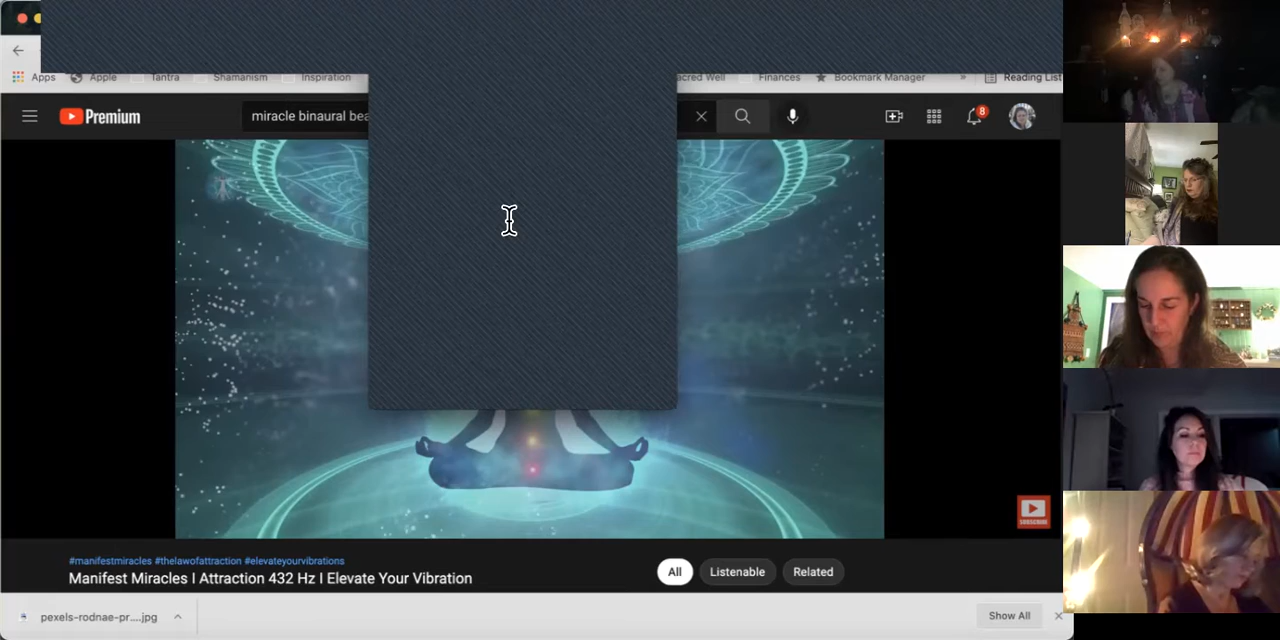 Apps Apple Tantra Shamanism Inspiration acred Well Finances Bookmark Manager » Reading List
Premium miracle binaural bea 8
SUBSCRIBE
#manifestmiracles #thelawofattraction #elevateyourvibrations
Manifest Miracles I Attraction 432 Hz I Elevate Your Vibration
All Listenable Related
pexels-rodnae-pr....jpg Show All